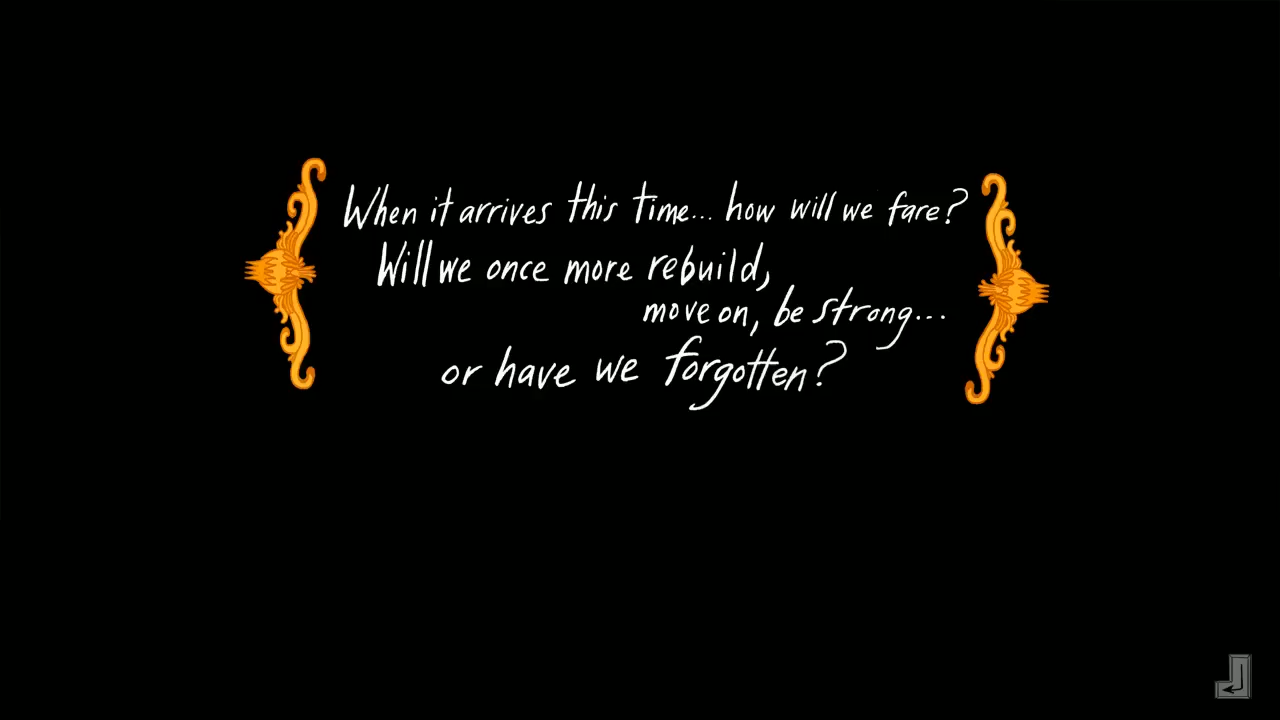 When it arrives this time... how will we fare?
Will we once more rebuild,
move on, be strong...
or have we forgotten?